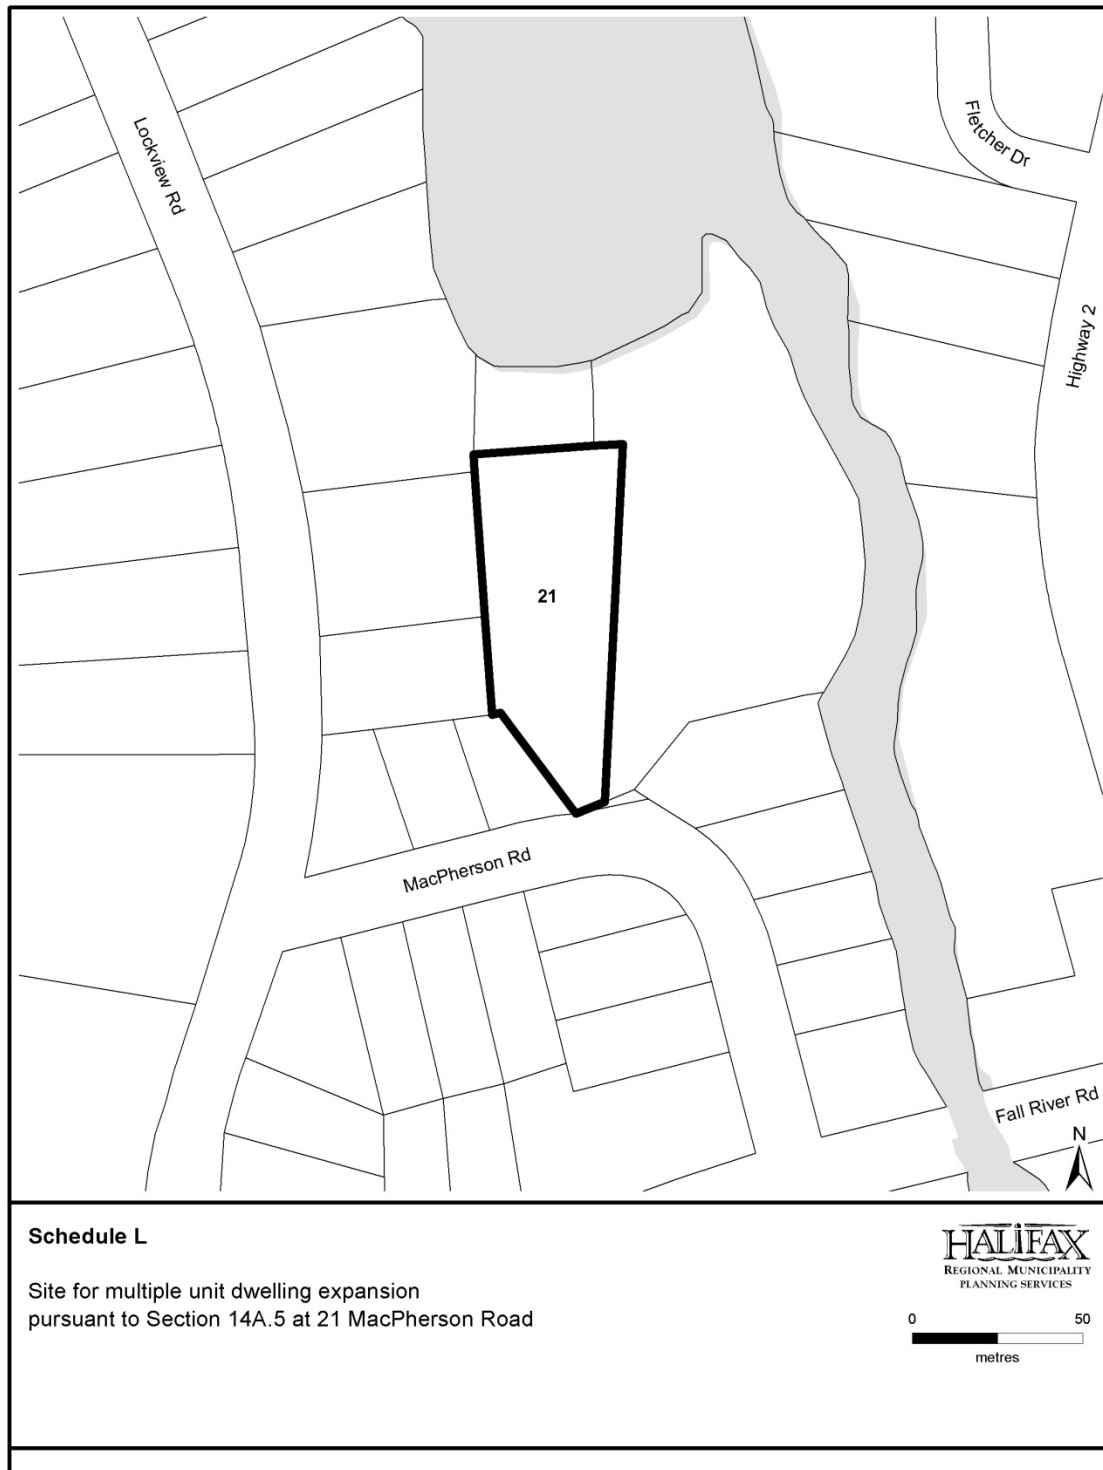 Fletcher Dr
Lockview Rd
Highway 2
21
MacPherson Rd
Fall River Rd
N
Schedule L
Site for multiple unit dwelling expansion
pursuant to Section 14A.5 at 21 MacPherson Road
HALIFAX
REGIONAL MUNICIPALITY
PLANNING SERVICES
0 50
metres